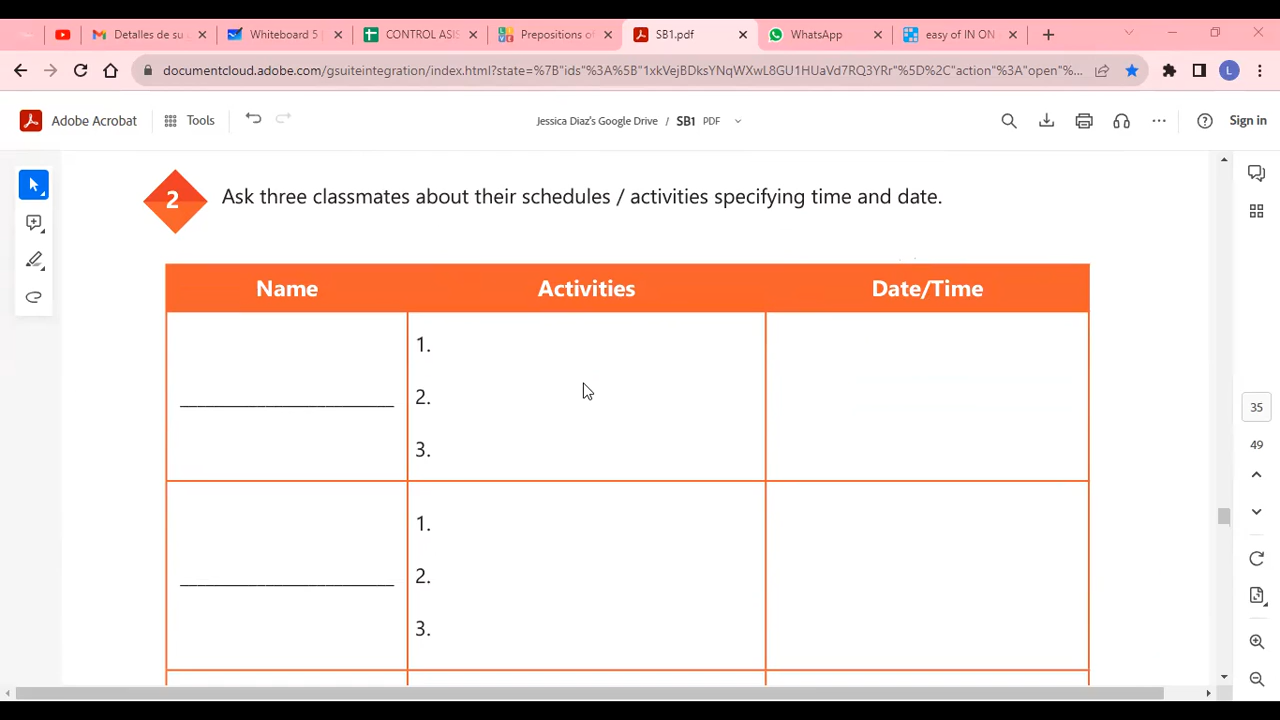 Detalles de su
Whiteboard 5
CONTROL ASIS
Prepositions of
SB1.pdf
WhatsApp
easy of IN ON
documentcloud.adobe.com/gsuiteintegration/index.html?state=%7B"ids"%3A%5B"1xkVejBDksYNqWXwL8GU1HUaVd7RQ3YRr"%5D%2C"action"%3A"open"%...
L
Adobe Acrobat
Tools
Jessica Diaz's Google Drive / SB1 PDF
Sign in
2 Ask three classmates about their schedules / activities specifying time and date.
Name Activities Date/Time
1.
2.
3.
1.
2.
3.
35
49